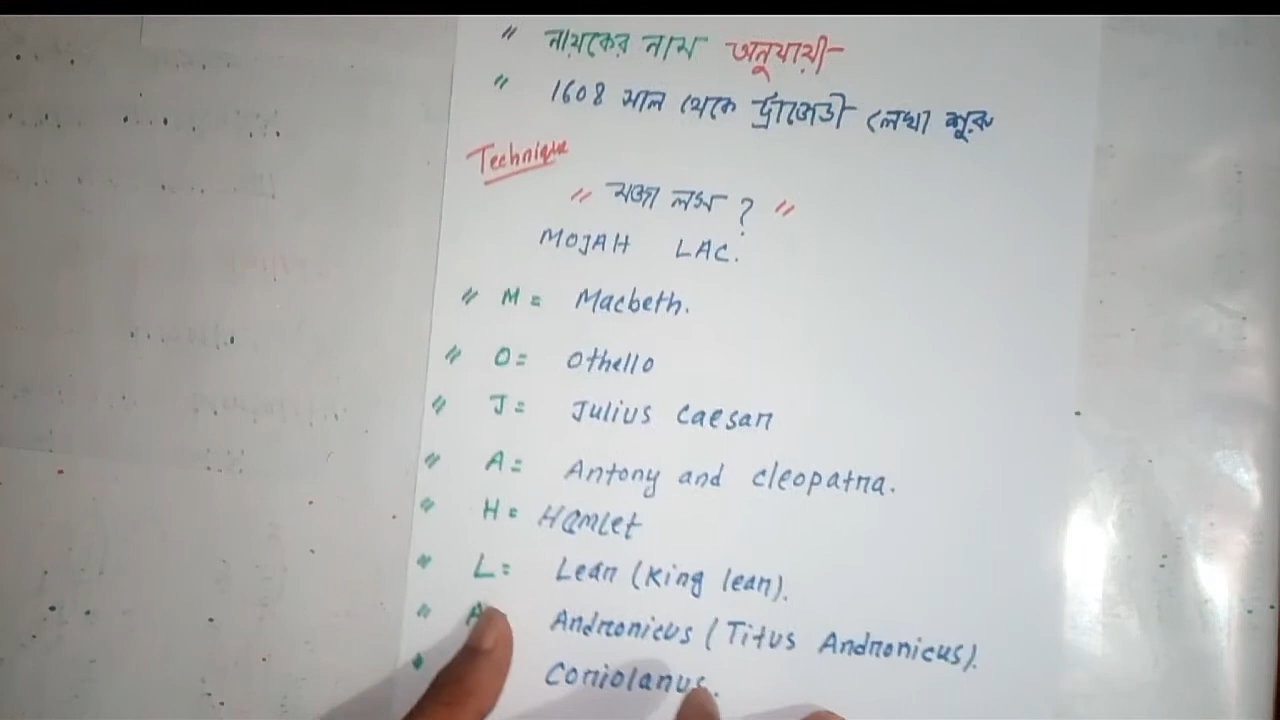 " নায়কের নাম অনুযায়ী-
" 1608 সাল থেকে ট্রাজেডী লেখা শুরু
Technique
" মজা লস ? "
MOJAH LAC.
" M = Macbeth.
" O = Othello
" J = Julius Caesar
" A = Antony and cleopatra.
" H = Hamlet
" L = Lear (King lear).
" A Andronicus (Titus Andronicus).
Coriolanus.